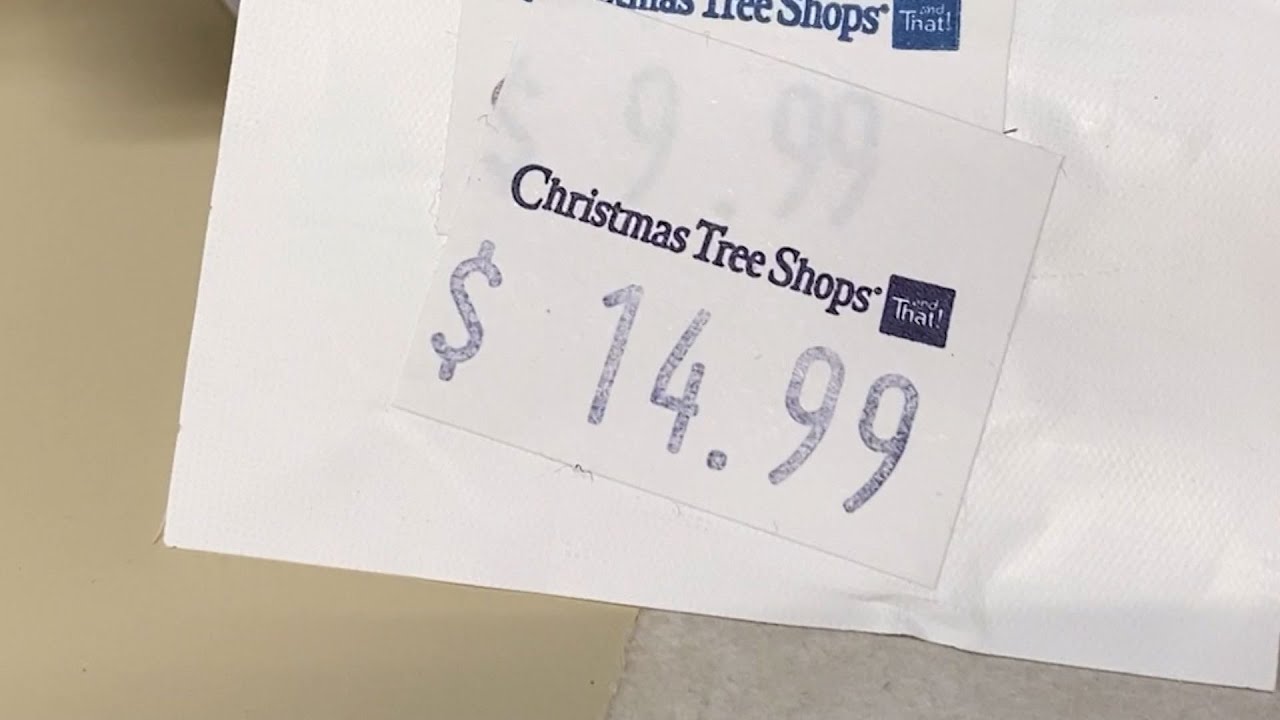 Christmas Tree Shops and That!
$ 9.99
Christmas Tree Shops and That!
$ 14.99